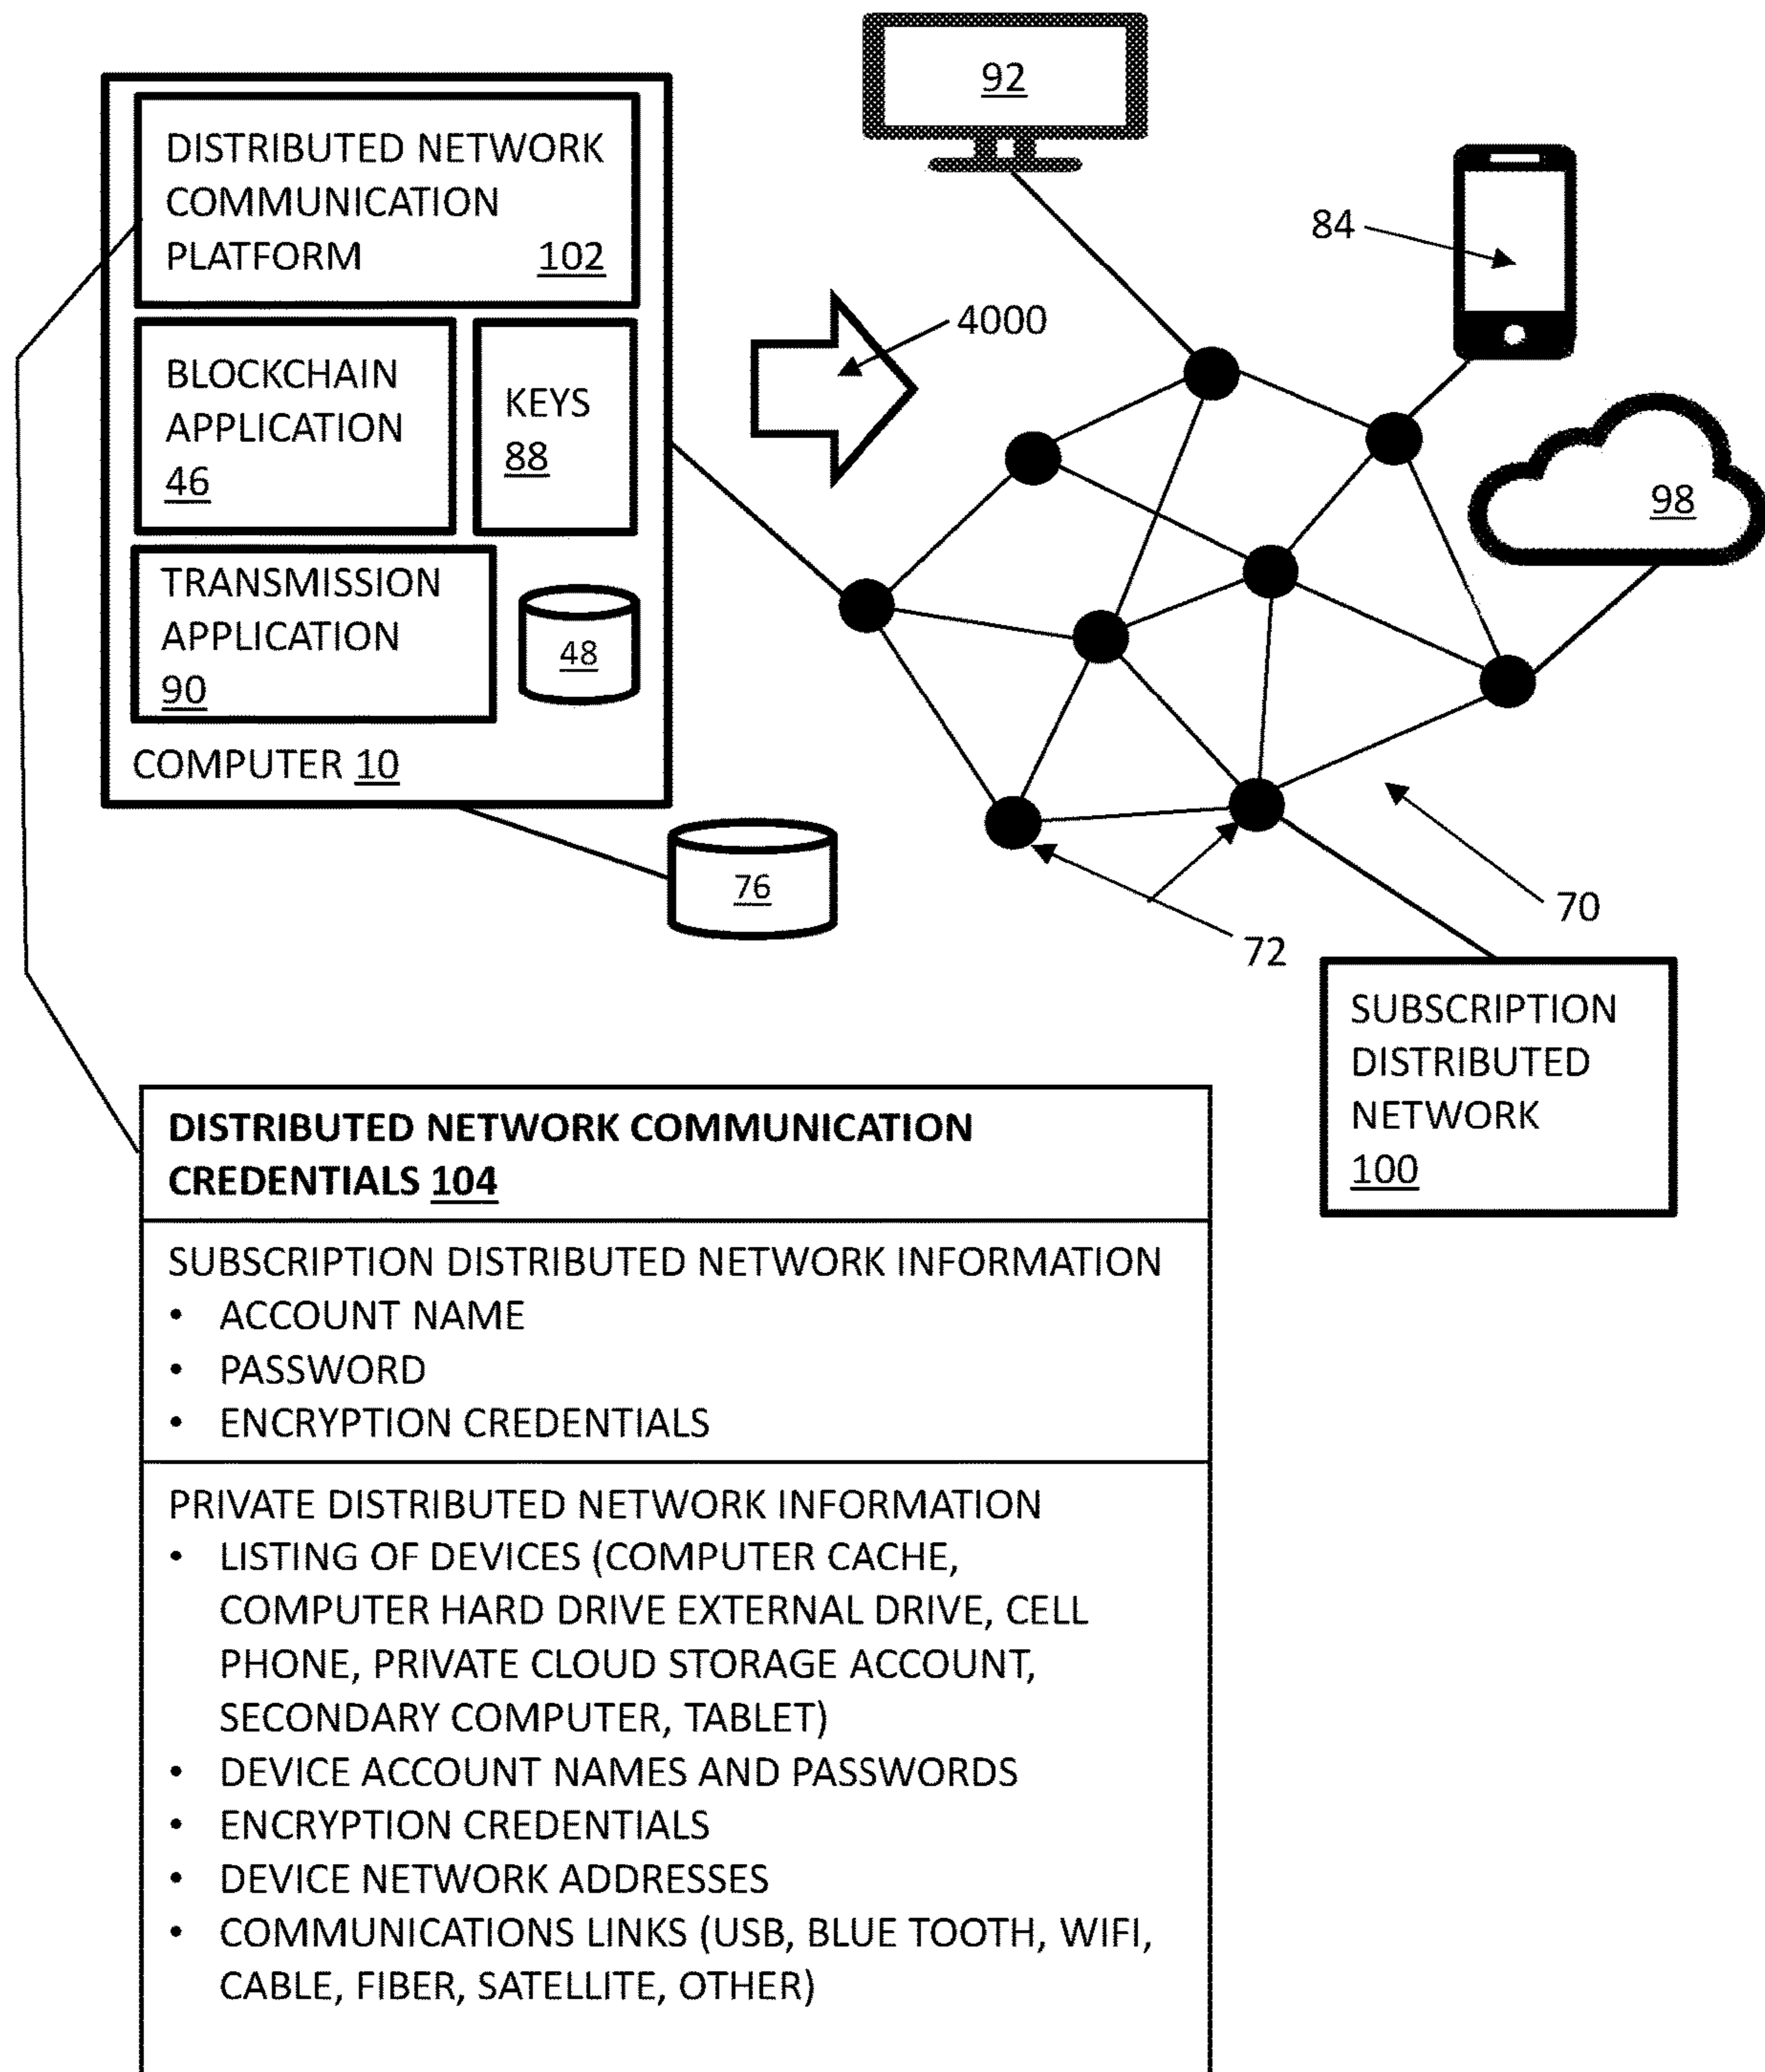 DISTRIBUTED NETWORK
COMMUNICATION
PLATFORM 102
BLOCKCHAIN
APPLICATION
46
KEYS
88
TRANSMISSION
APPLICATION
90
48
COMPUTER 10
76
92
84
4000
98
70
72
SUBSCRIPTION
DISTRIBUTED
NETWORK
100
DISTRIBUTED NETWORK COMMUNICATION
CREDENTIALS 104
SUBSCRIPTION DISTRIBUTED NETWORK INFORMATION
• ACCOUNT NAME
• PASSWORD
• ENCRYPTION CREDENTIALS
PRIVATE DISTRIBUTED NETWORK INFORMATION
• LISTING OF DEVICES (COMPUTER CACHE,
COMPUTER HARD DRIVE EXTERNAL DRIVE, CELL
PHONE, PRIVATE CLOUD STORAGE ACCOUNT,
SECONDARY COMPUTER, TABLET)
• DEVICE ACCOUNT NAMES AND PASSWORDS
• ENCRYPTION CREDENTIALS
• DEVICE NETWORK ADDRESSES
• COMMUNICATIONS LINKS (USB, BLUE TOOTH, WIFI,
CABLE, FIBER, SATELLITE, OTHER)